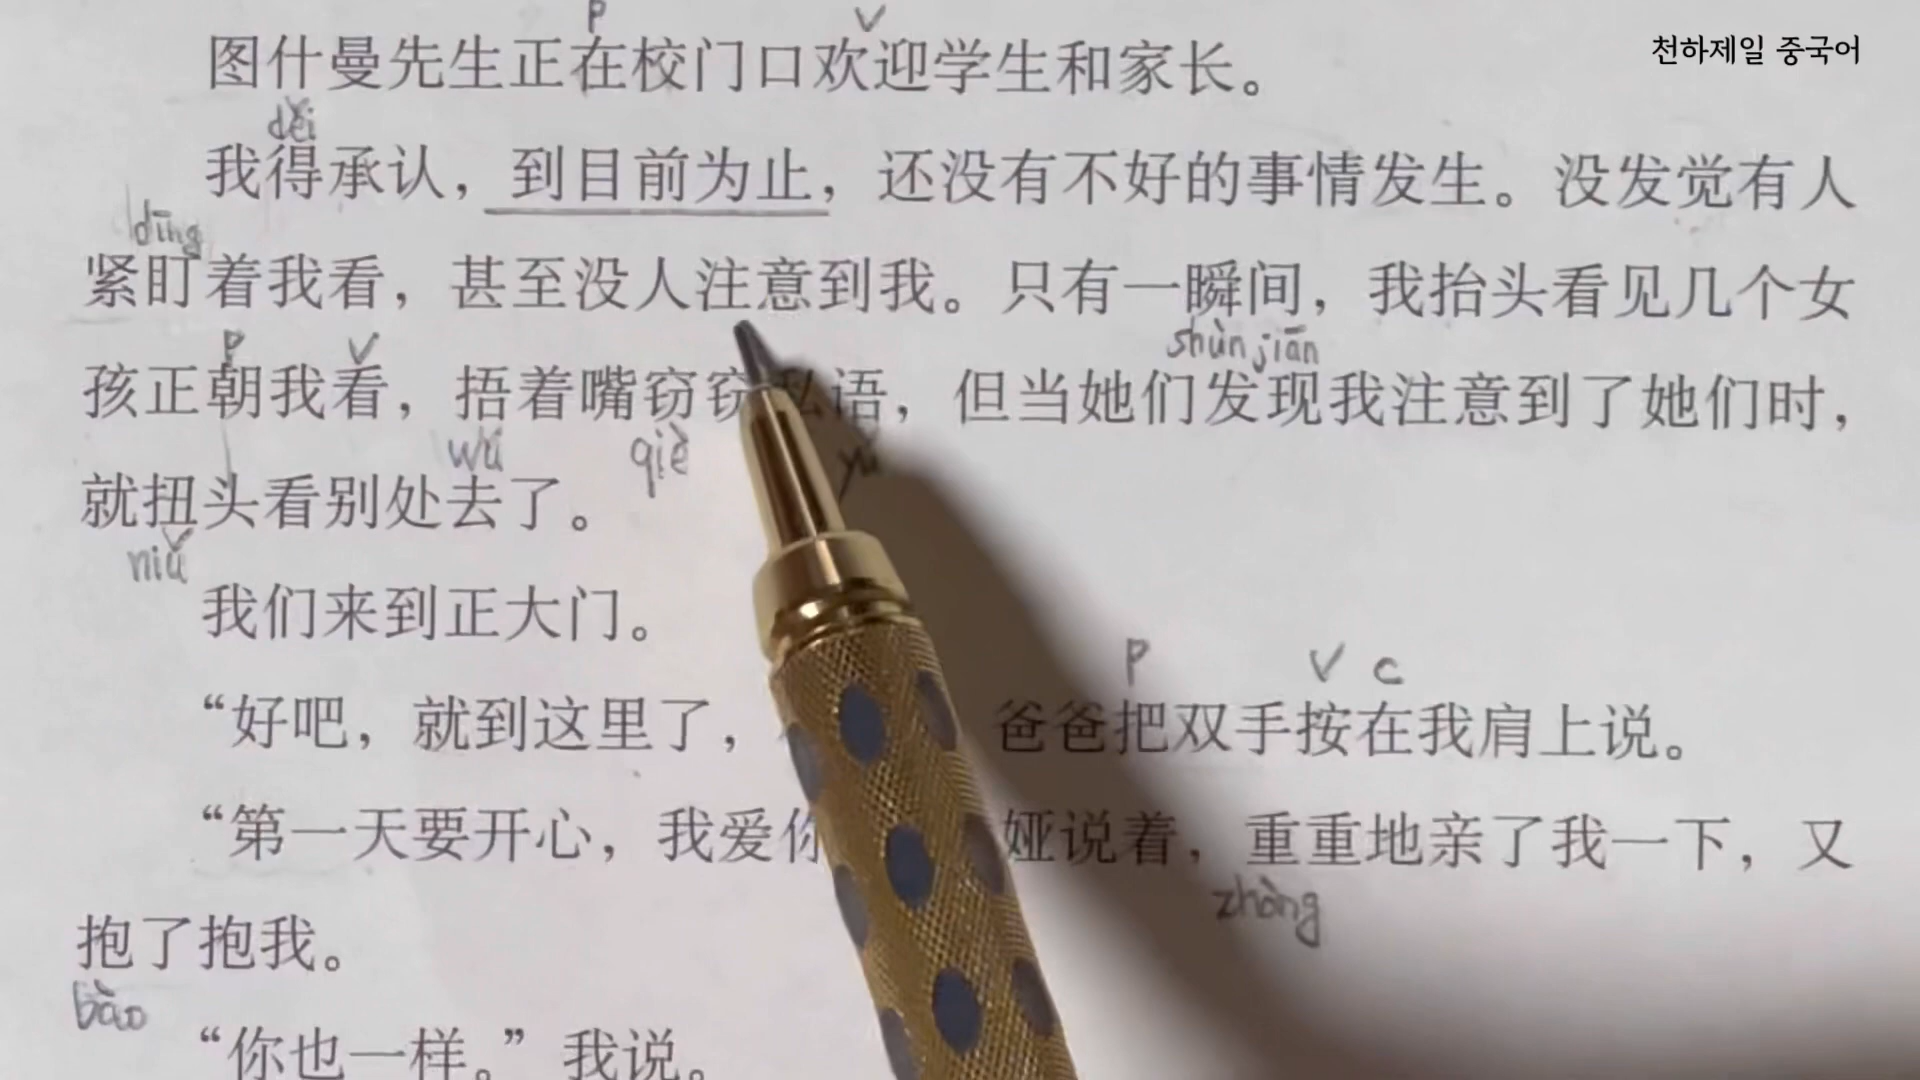 P V
图什曼先生正在校门口欢迎学生和家长。
천하제일 중국어
děi
我得承认，到目前为止，还没有不好的事情发生。没发觉有人
dīng
紧盯着我看，甚至没人注意到我。只有一瞬间，我抬头看见几个女
P V shùn jiān
孩正朝我看，捂着嘴窃窃私语，但当她们发现我注意到了她们时，
wǔ qiè yǔ
就扭头看别处去了。
niǔ
我们来到正大门。
P V C
“好吧，就到这里了， 爸爸把双手按在我肩上说。
“第一天要开心，我爱你 娅说着，重重地亲了我一下，又
zhòng
抱了抱我。
bào
“你也一样。”我说。